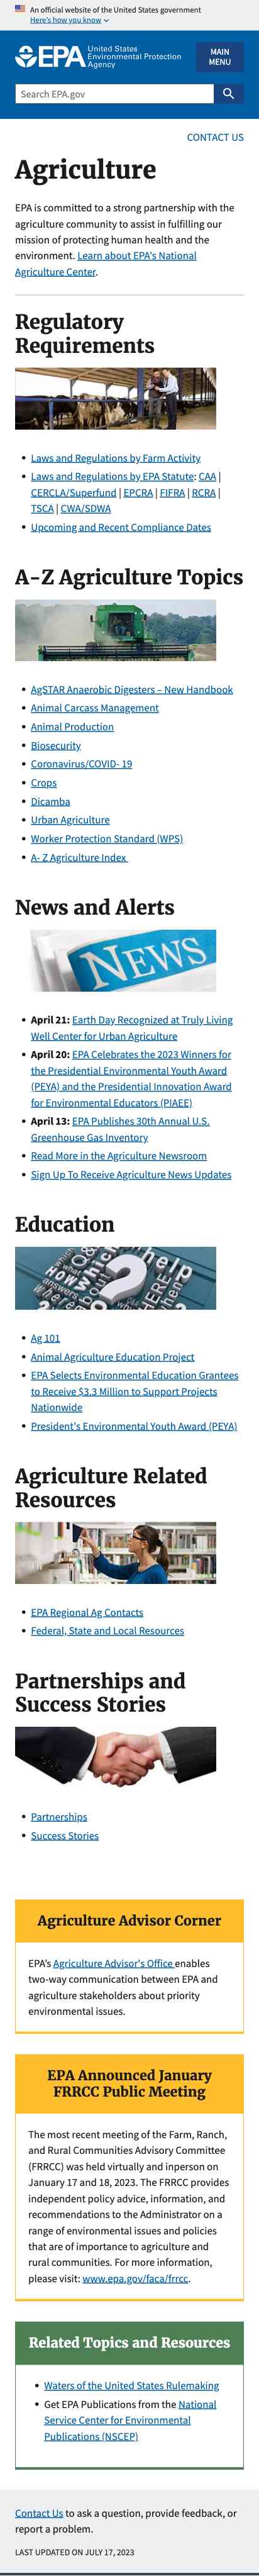 An official website of the United States government
Here's how you know
EPA United States
Environmental Protection
Agency
MAIN
MENU
Search EPA.gov
CONTACT US
Agriculture
EPA is committed to a strong partnership with the
agriculture community to assist in fulfilling our
mission of protecting human health and the
environment. Learn about EPA's National
Agriculture Center.
Regulatory
Requirements
• Laws and Regulations by Farm Activity
• Laws and Regulations by EPA Statute: CAA |
CERCLA/Superfund | EPCRA | FIFRA | RCRA |
TSCA | CWA/SDWA
• Upcoming and Recent Compliance Dates
A-Z Agriculture Topics
• AgSTAR Anaerobic Digesters – New Handbook
• Animal Carcass Management
• Animal Production
• Biosecurity
• Coronavirus/COVID- 19
• Crops
• Dicamba
• Urban Agriculture
• Worker Protection Standard (WPS)
• A- Z Agriculture Index
News and Alerts
NEWS
• April 21: Earth Day Recognized at Truly Living
Well Center for Urban Agriculture
• April 20: EPA Celebrates the 2023 Winners for
the Presidential Environmental Youth Award
(PEYA) and the Presidential Innovation Award
for Environmental Educators (PIAEE)
• April 13: EPA Publishes 30th Annual U.S.
Greenhouse Gas Inventory
• Read More in the Agriculture Newsroom
• Sign Up To Receive Agriculture News Updates
Education
HOW
?
help
HERE
• Ag 101
• Animal Agriculture Education Project
• EPA Selects Environmental Education Grantees
to Receive $3.3 Million to Support Projects
Nationwide
• President's Environmental Youth Award (PEYA)
Agriculture Related
Resources
• EPA Regional Ag Contacts
• Federal, State and Local Resources
Partnerships and
Success Stories
• Partnerships
• Success Stories
Agriculture Advisor Corner
EPA's Agriculture Advisor's Office enables
two-way communication between EPA and
agriculture stakeholders about priority
environmental issues.
EPA Announced January
FRRCC Public Meeting
The most recent meeting of the Farm, Ranch,
and Rural Communities Advisory Committee
(FRRCC) was held virtually and inperson on
January 17 and 18, 2023. The FRRCC provides
independent policy advice, information, and
recommendations to the Administrator on a
range of environmental issues and policies
that are of importance to agriculture and
rural communities. For more information,
please visit: www.epa.gov/faca/frrcc.
Related Topics and Resources
• Waters of the United States Rulemaking
• Get EPA Publications from the National
Service Center for Environmental
Publications (NSCEP)
Contact Us to ask a question, provide feedback, or
report a problem.
LAST UPDATED ON JULY 17, 2023